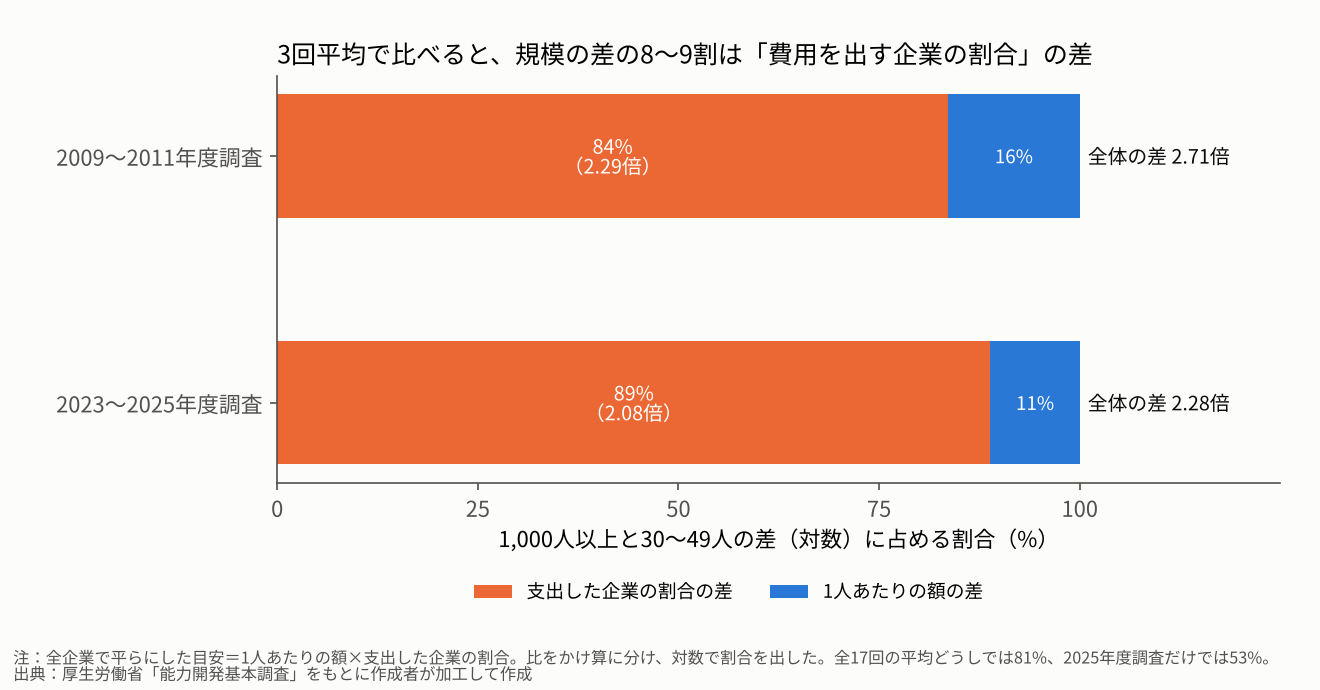 3回平均で比べると、規模の差の8～9割は「費用を出す企業の割合」の差
2009～2011年度調査
84%
（2.29倍）
16%
全体の差 2.71倍
2023～2025年度調査
89%
（2.08倍）
11%
全体の差 2.28倍
0 25 50 75 100
1,000人以上と30～49人の差（対数）に占める割合（%）
支出した企業の割合の差 1人あたりの額の差
注：全企業で平らにした目安＝1人あたりの額×支出した企業の割合。比をかけ算に分け、対数で割合を出した。全17回の平均どうしでは81%、2025年度調査だけでは53%。
出典：厚生労働省「能力開発基本調査」をもとに作成者が加工して作成